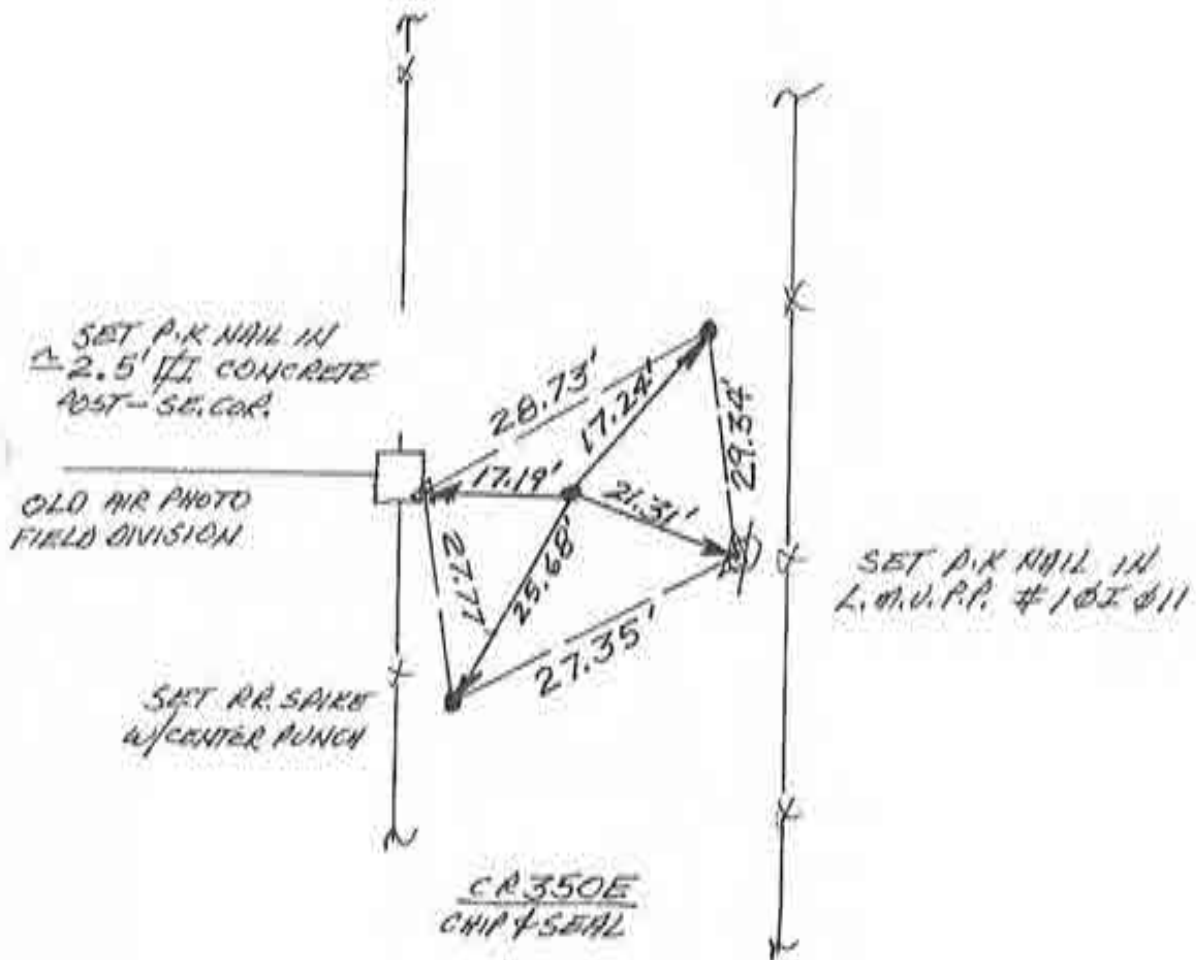 SET P.K NAIL IN
2.5' CONCRETE
POST - SE. COR.
OLD AIR PHOTO
FIELD DIVISION
28.73'
17.24'
29.34'
17.19'
21.31'
27.77
25.68'
27.35'
SET P.K NAIL IN
L.M.U.P.P. #
SET RR. SPIKE
W/CENTER PUNCH
CR 350E
CHIP & SEAL